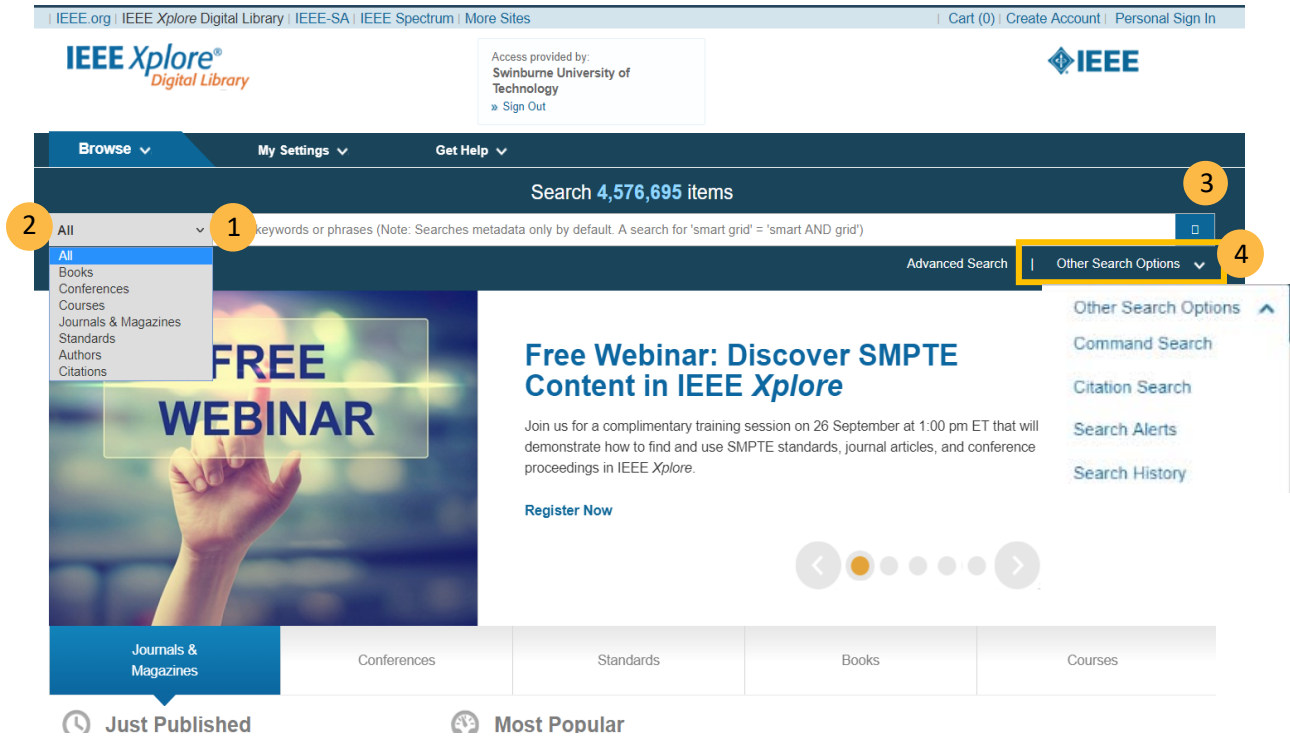 | IEEE.org | IEEE Xplore Digital Library | IEEE-SA | IEEE Spectrum | More Sites
| Cart (0) | Create Account | Personal Sign In
IEEE Xplore®
Digital Library
Access provided by:
Swinburne University of
Technology
» Sign Out
IEEE
Browse
My Settings
Get Help
Search 4,576,695 items
3
2
All
1
keywords or phrases (Note: Searches metadata only by default. A search for 'smart grid' = 'smart AND grid')
All
Books
Conferences
Courses
Journals & Magazines
Standards
Authors
Citations
Advanced Search | Other Search Options
4
Other Search Options
Command Search
Citation Search
Search Alerts
Search History
FREE
WEBINAR
Free Webinar: Discover SMPTE
Content in IEEE Xplore
Join us for a complimentary training session on 26 September at 1:00 pm ET that will
demonstrate how to find and use SMPTE standards, journal articles, and conference
proceedings in IEEE Xplore.
Register Now
Journals &
Magazines
Conferences
Standards
Books
Courses
Just Published
Most Popular